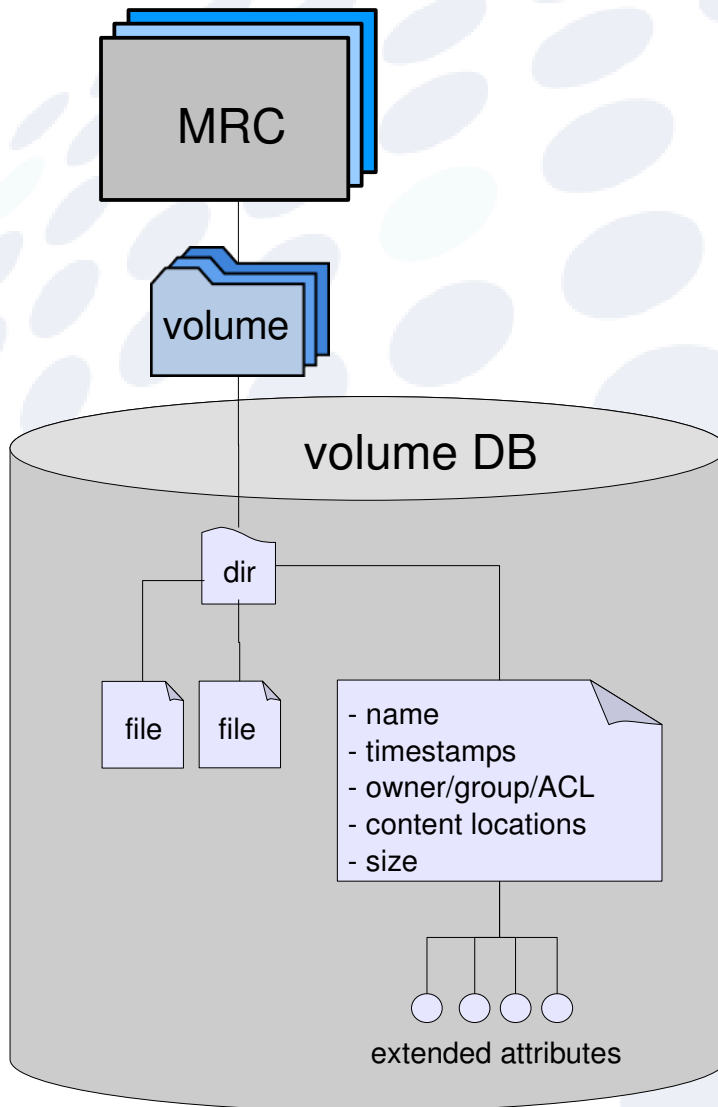 MRC
volume
volume DB
dir
file
file
- name
- timestamps
- owner/group/ACL
- content locations
- size
extended attributes